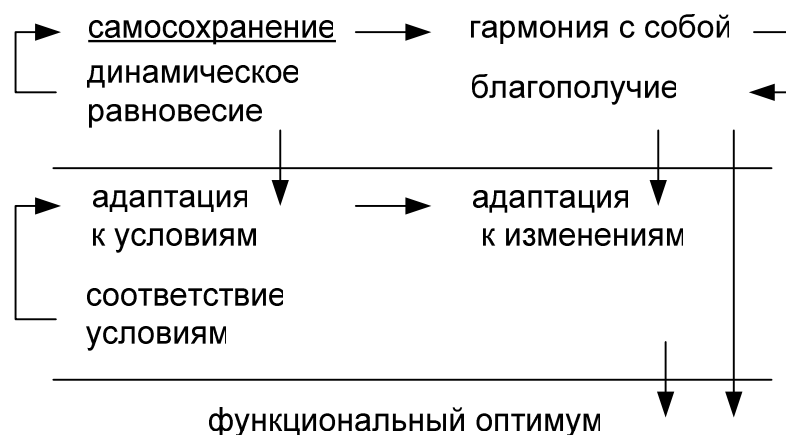 самосохранение
гармония с собой
динамическое
равновесие
благополучие
адаптация
к условиям
адаптация
к изменениям
соответствие
условиям
функциональный оптимум